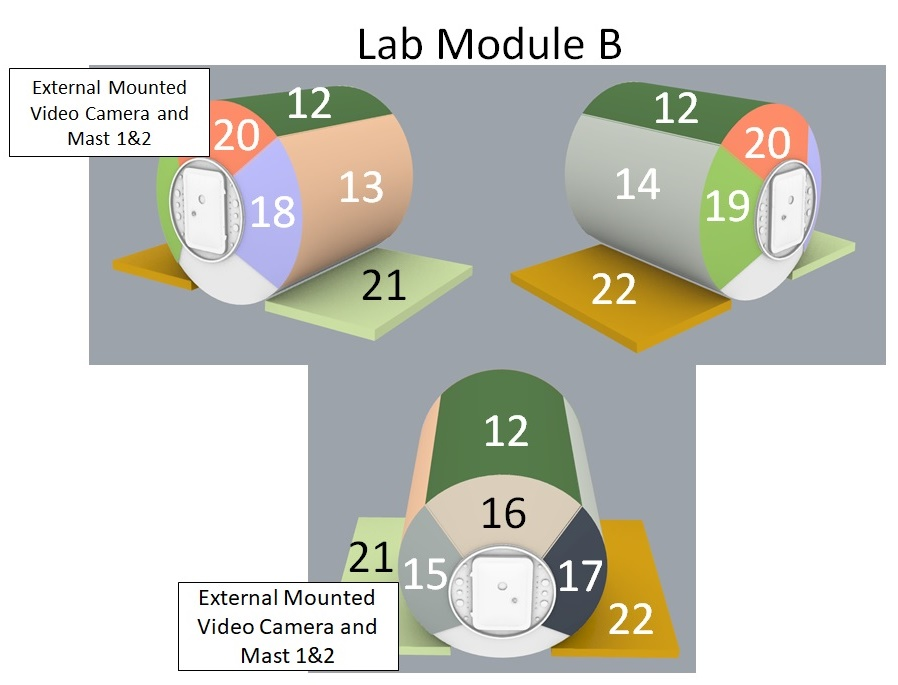 Lab Module B
External Mounted
Video Camera and
Mast 1&2
12
20
18
13
21
12
20
14
19
22
12
16
21
15
17
22
External Mounted
Video Camera and
Mast 1&2